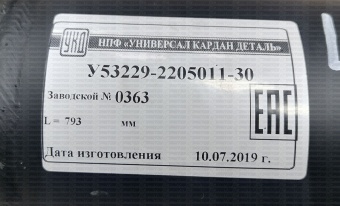 УКД НПФ «УНИВЕРСАЛ КАРДАН ДЕТАЛЬ»
У53229-2205011-30
Заводской № 0363
L = 793 мм
ЕАС
Дата изготовления 10.07.2019 г.